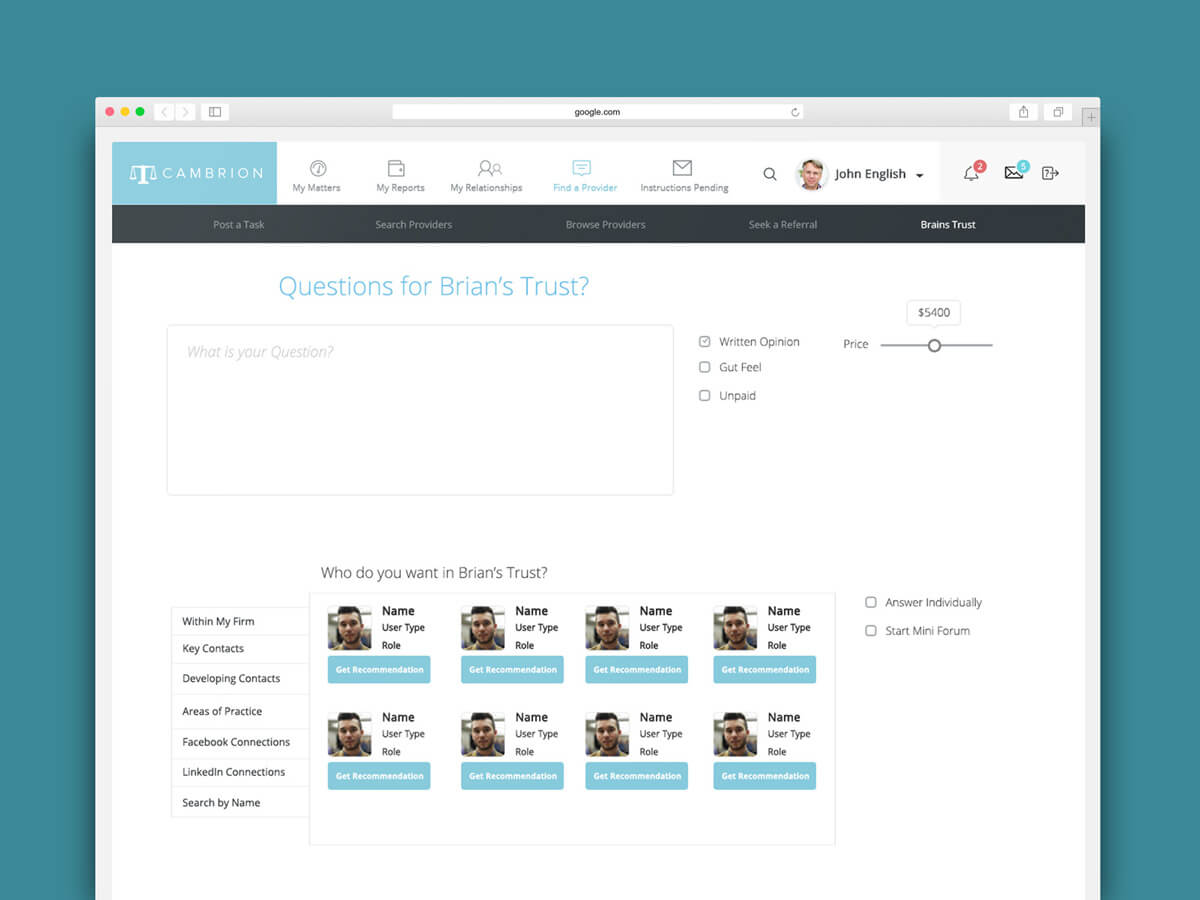 google.com
CAMBRION
My Matters
My Reports
My Relationships
Find a Provider
Instructions Pending
John English
2
5
Post a Task
Search Providers
Browse Providers
Seek a Referral
Brains Trust
Questions for Brian's Trust?
What is your Question?
Written Opinion
Gut Feel
Unpaid
Price
$5400
Who do you want in Brian's Trust?
Within My Firm
Key Contacts
Developing Contacts
Areas of Practice
Facebook Connections
LinkedIn Connections
Search by Name
Name
User Type
Role
Get Recommendation
Name
User Type
Role
Get Recommendation
Name
User Type
Role
Get Recommendation
Name
User Type
Role
Get Recommendation
Name
User Type
Role
Get Recommendation
Name
User Type
Role
Get Recommendation
Name
User Type
Role
Get Recommendation
Name
User Type
Role
Get Recommendation
Answer Individually
Start Mini Forum